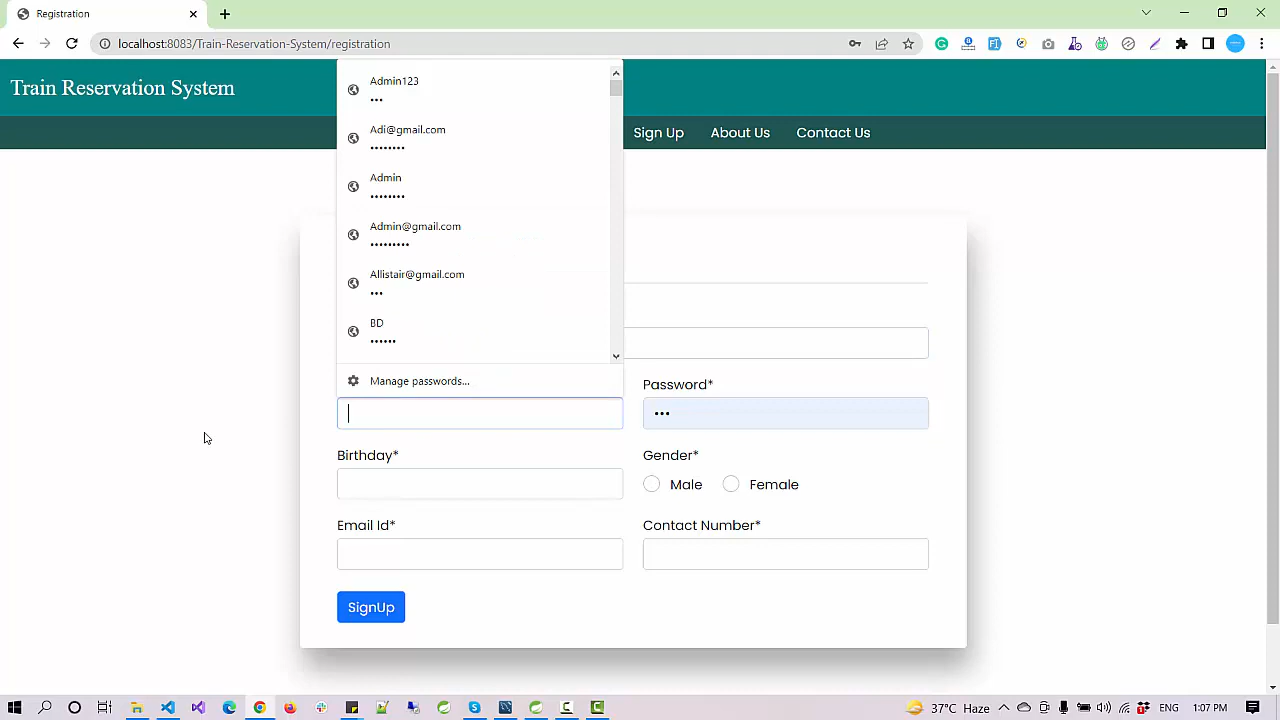 Registration
localhost:8083/Train-Reservation-System/registration
Train Reservation System
Sign Up About Us Contact Us
Admin123
•••
Adi@gmail.com
••••••••
Admin
••••••••
Admin@gmail.com
•••••••••
Allistair@gmail.com
•••
BD
••••••
Manage passwords...
Password*
•••
Birthday*
Gender*
Male Female
Email Id*
Contact Number*
SignUp
37°C Haze
ENG
1:07 PM